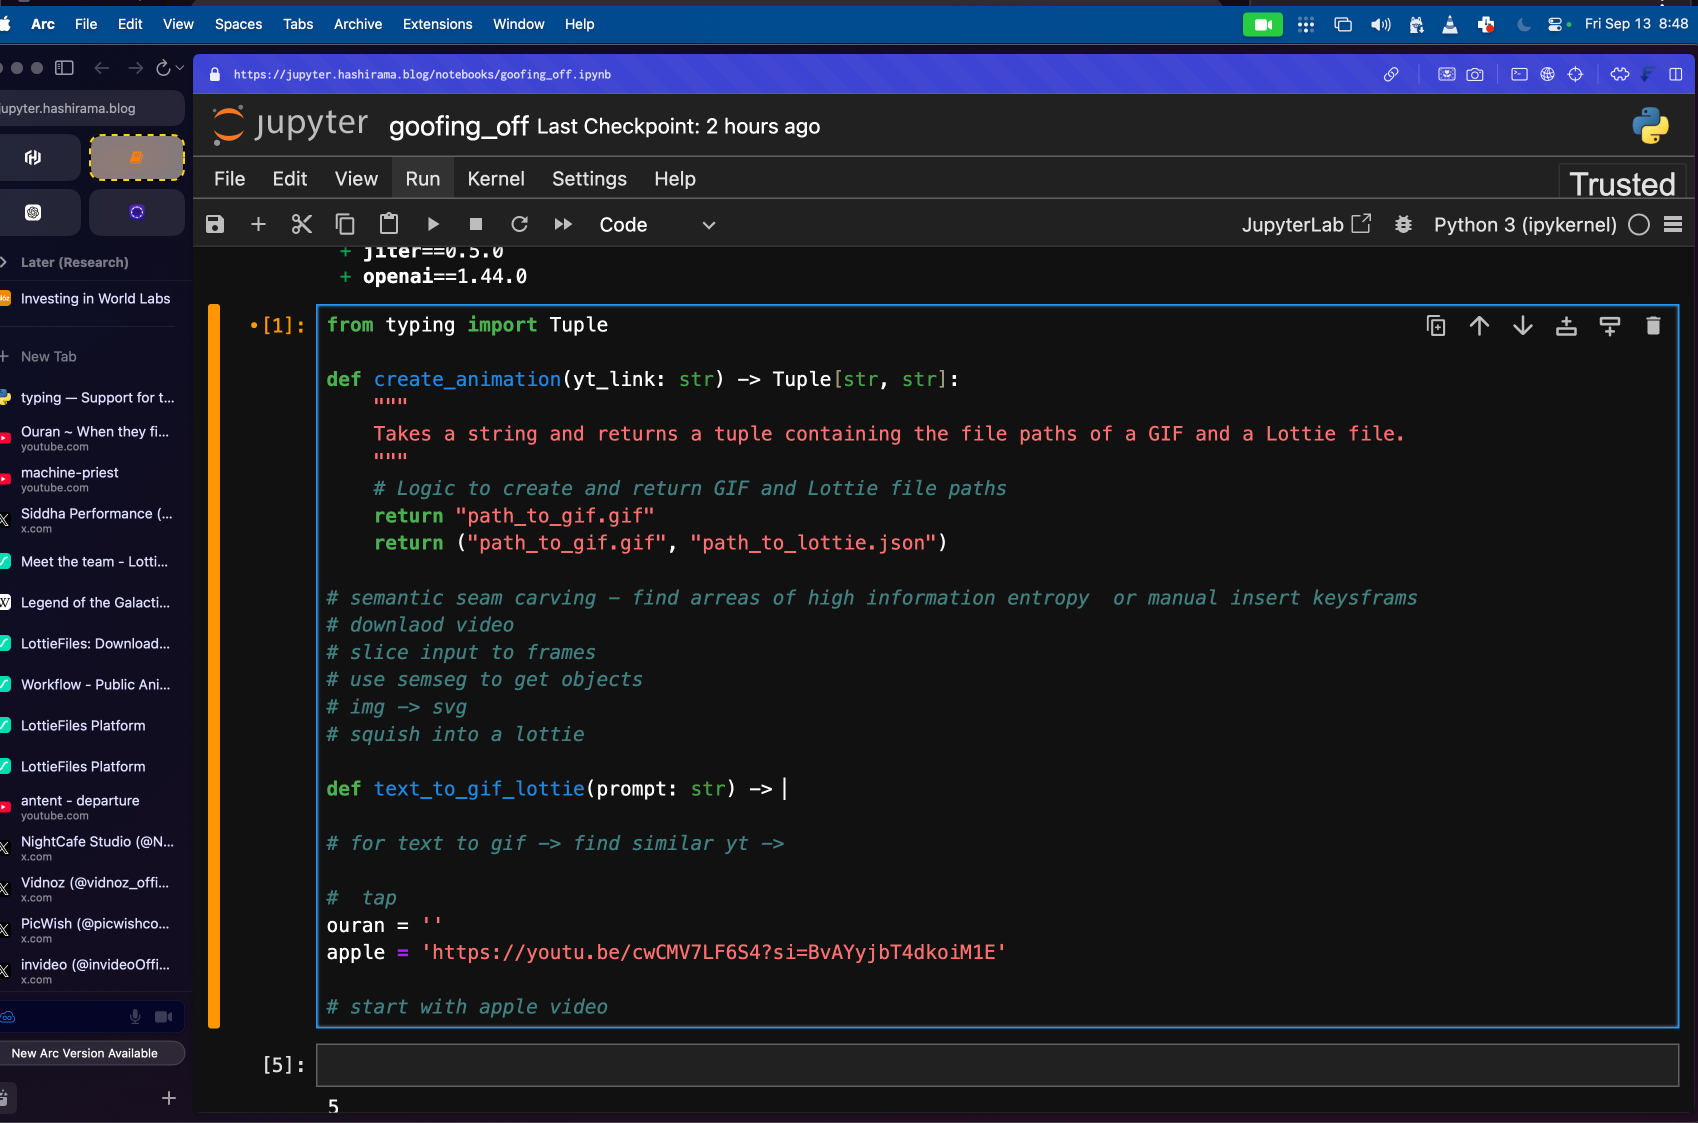 Arc File Edit View Spaces Tabs Archive Extensions Window Help Fri Sep 13 8:48
https://jupyter.hashirama.blog/notebooks/goofing_off.ipynb
jupyter.hashirama.blog
Later (Research)
Investing in World Labs
New Tab
typing — Support for t...
Ouran ~ When they fi...
youtube.com
machine-priest
youtube.com
Siddha Performance (...
x.com
Meet the team - Lotti...
Legend of the Galacti...
LottieFiles: Download...
Workflow - Public Ani...
LottieFiles Platform
LottieFiles Platform
antent - departure
youtube.com
NightCafe Studio (@N...
x.com
Vidnoz (@vidnoz_offi...
x.com
PicWish (@picwishco...
x.com
invideo (@invideoOffi...
x.com
New Arc Version Available
jupyter goofing_off Last Checkpoint: 2 hours ago
File Edit View Run Kernel Settings Help Trusted
Code JupyterLab Python 3 (ipykernel)
+ jiter==0.5.0
+ openai==1.44.0
[1]: from typing import Tuple
def create_animation(yt_link: str) -> Tuple[str, str]:
"""
Takes a string and returns a tuple containing the file paths of a GIF and a Lottie file.
"""
# Logic to create and return GIF and Lottie file paths
return "path_to_gif.gif"
return ("path_to_gif.gif", "path_to_lottie.json")
# semantic seam carving – find arreas of high information entropy  or manual insert keysframs
# downlaod video
# slice input to frames
# use semseg to get objects
# img -> svg
# squish into a lottie
def text_to_gif_lottie(prompt: str) ->
# for text to gif -> find similar yt ->
#  tap
ouran = ''
apple = 'https://youtu.be/cwCMV7LF6S4?si=BvAYyjbT4dkoiM1E'
# start with apple video
[5]:
5